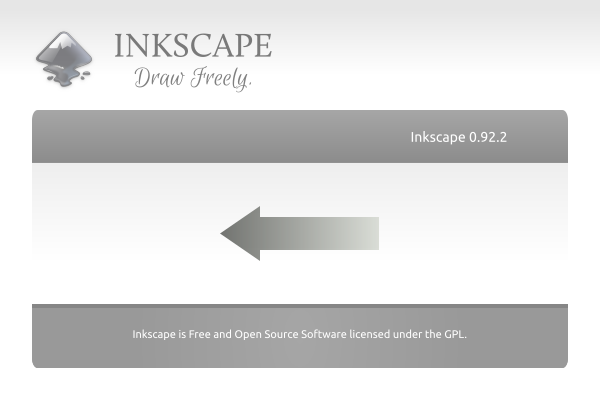 INKSCAPE
Draw Freely.
Inkscape 0.92.2
Inkscape is Free and Open Source Software licensed under the GPL.